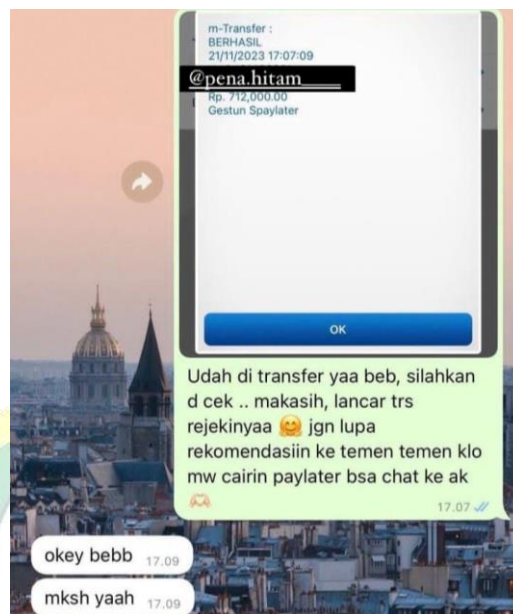 m-Transfer :
BERHASIL
21/11/2023 17:07:09
@pena.hitam___
Rp. 712,000.00
Gestun Spaylater
OK
Udah di transfer yaa beb, silahkan
d cek .. makasih, lancar trs
rejekinyaa 🤗 jgn lupa
rekomendasiin ke temen temen klo
mw cairin paylater bsa chat ke ak
🫶🏻
17.07
okey bebb 17.09
mksh yaah 17.09